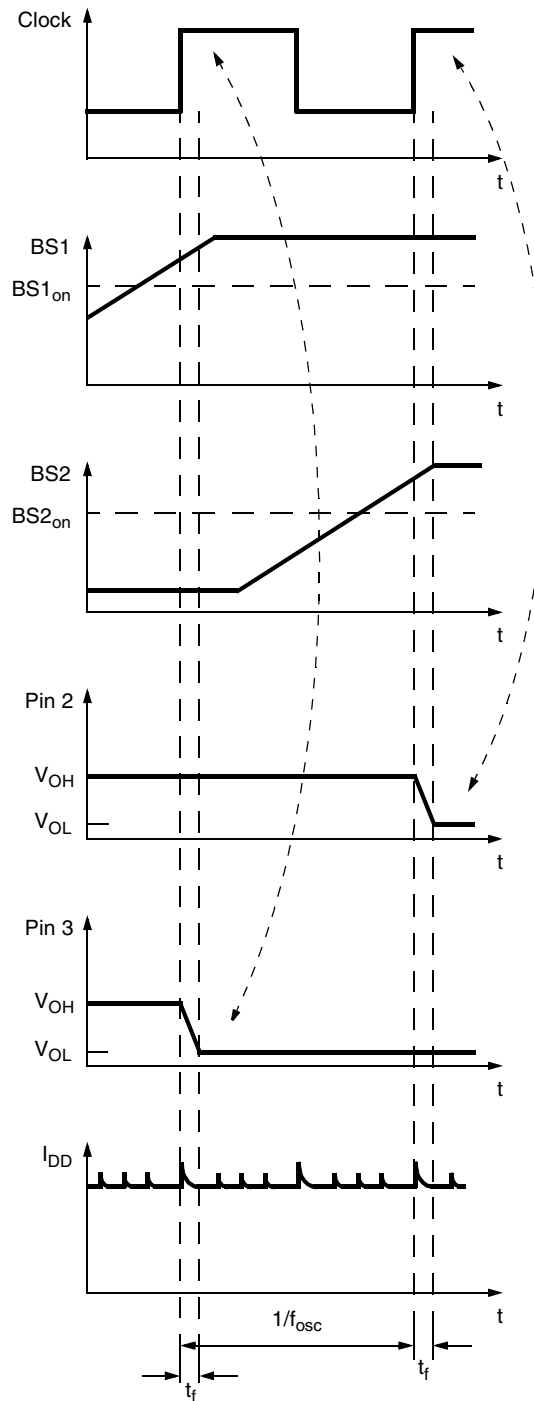 Clock
t
BS1
BS1on
t
BS2
BS2on
t
Pin 2
VOH
VOL
t
Pin 3
VOH
VOL
t
IDD
t
1/fosc
tf
tf